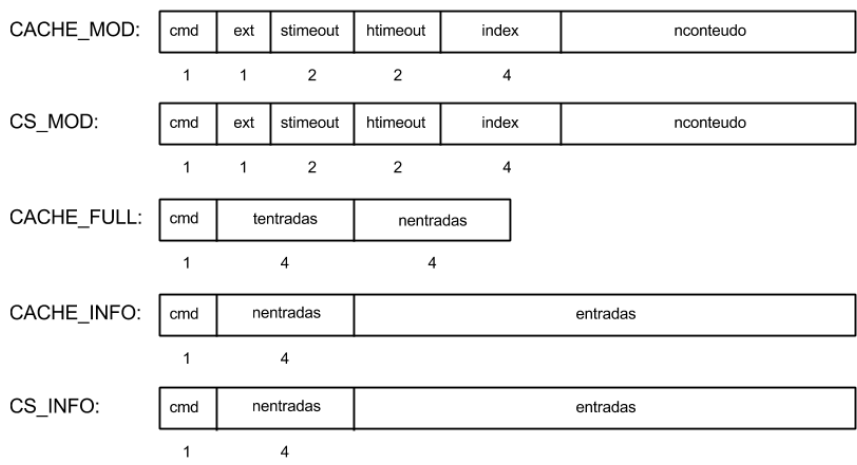 CACHE_MOD: cmd ext stimeout htimeout index nconteudo
1 1 2 2 4
CS_MOD: cmd ext stimeout htimeout index nconteudo
1 1 2 2 4
CACHE_FULL: cmd tentradas nentradas
1 4 4
CACHE_INFO: cmd nentradas entradas
1 4
CS_INFO: cmd nentradas entradas
1 4